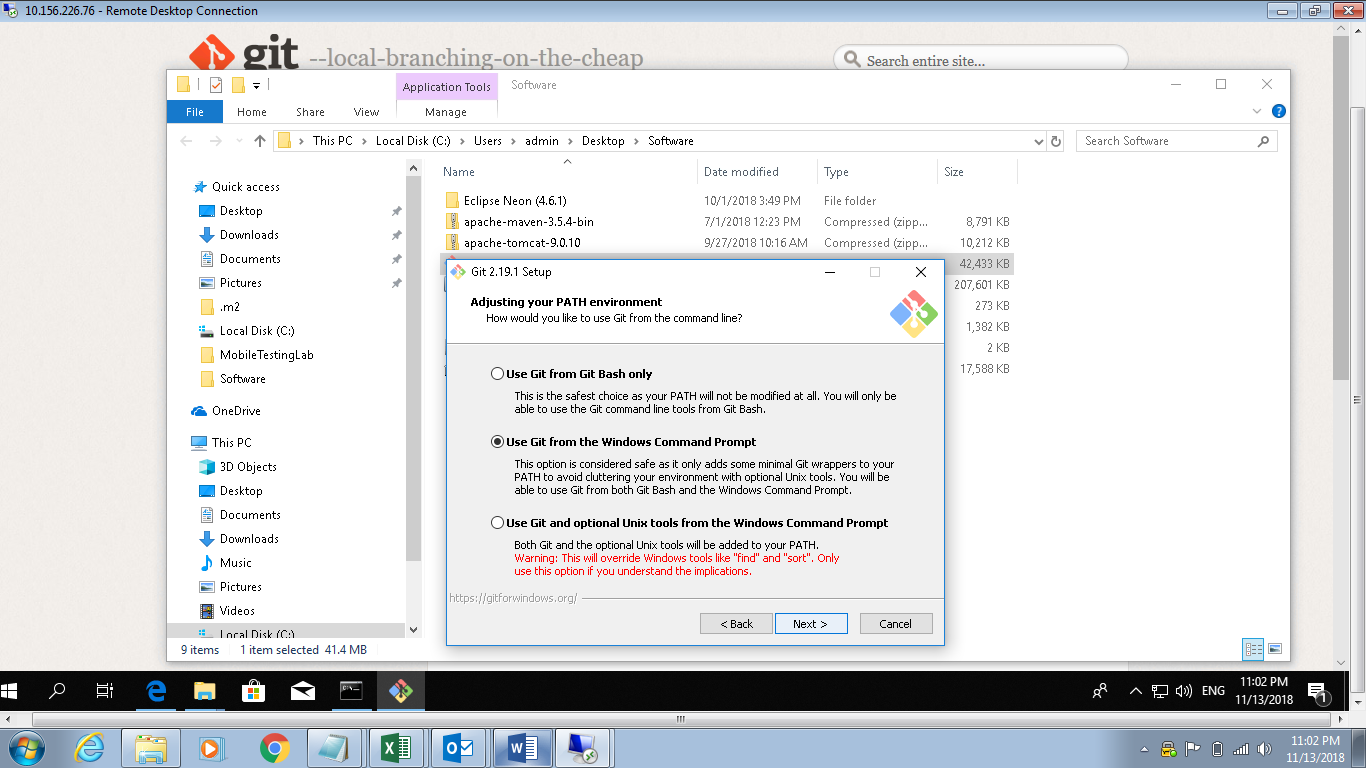 10.156.226.76 - Remote Desktop Connection
git --local-branching-on-the-cheap
Search entire site...
Application Tools
Software
File
Home
Share
View
Manage
This PC
Local Disk (C:)
Users
admin
Desktop
Software
Search Software
Name
Date modified
Type
Size
Quick access
Desktop
Downloads
Documents
Pictures
.m2
Local Disk (C:)
MobileTestingLab
Software
OneDrive
This PC
3D Objects
Desktop
Documents
Downloads
Music
Pictures
Videos
Local Disk (C:)
Eclipse Neon (4.6.1) 10/1/2018 3:49 PM File folder
apache-maven-3.5.4-bin 7/1/2018 12:23 PM Compressed (zipp... 8,791 KB
apache-tomcat-9.0.10 9/27/2018 10:16 AM Compressed (zipp... 10,212 KB
42,433 KB
207,601 KB
273 KB
1,382 KB
2 KB
17,588 KB
Git 2.19.1 Setup
Adjusting your PATH environment
How would you like to use Git from the command line?
Use Git from Git Bash only
This is the safest choice as your PATH will not be modified at all. You will only be
able to use the Git command line tools from Git Bash.
Use Git from the Windows Command Prompt
This option is considered safe as it only adds some minimal Git wrappers to your
PATH to avoid cluttering your environment with optional Unix tools. You will be
able to use Git from both Git Bash and the Windows Command Prompt.
Use Git and optional Unix tools from the Windows Command Prompt
Both Git and the optional Unix tools will be added to your PATH.
Warning: This will override Windows tools like "find" and "sort". Only
use this option if you understand the implications.
https://gitforwindows.org/
< Back
Next >
Cancel
9 items
1 item selected 41.4 MB
ENG
11:02 PM
11/13/2018
1
11:02 PM
11/13/2018